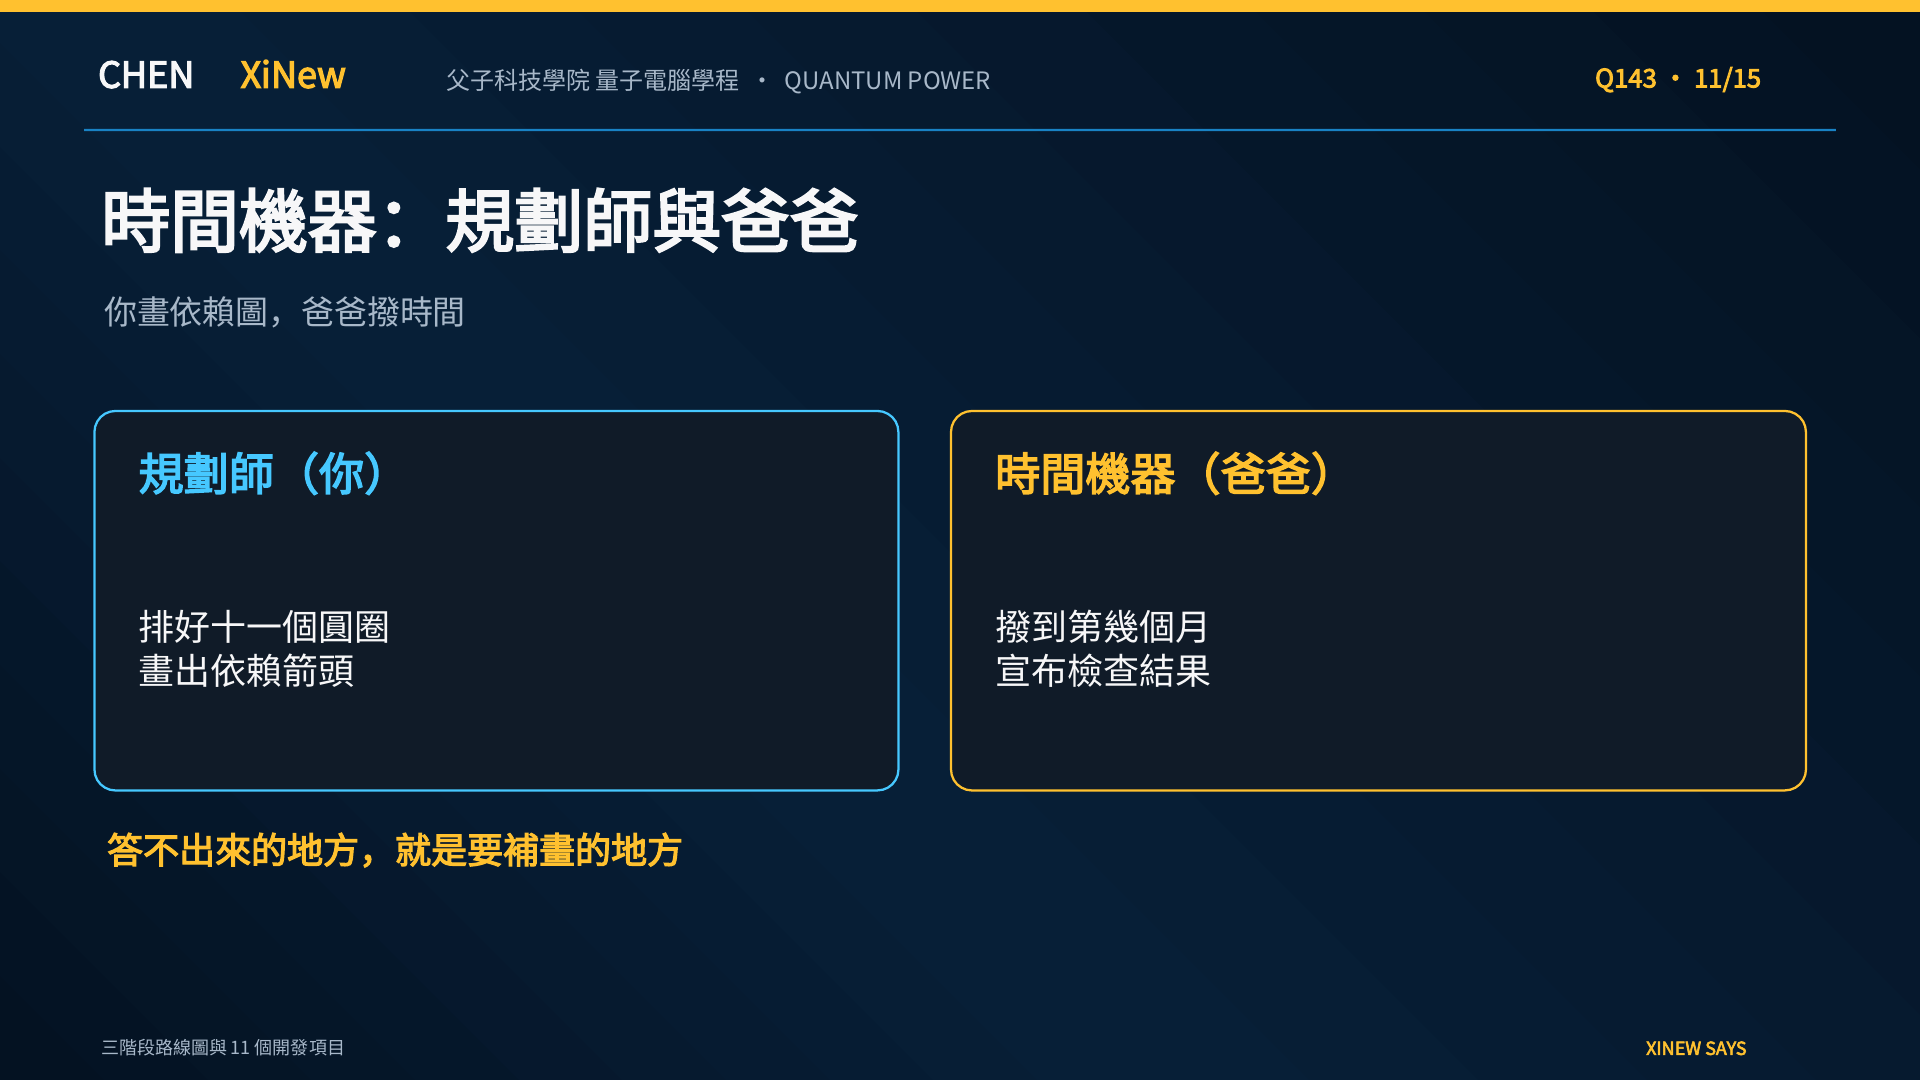 CHEN XiNew 父子科技學院 量子電腦學程 · QUANTUM POWER Q143 · 11/15
時間機器：規劃師與爸爸
你畫依賴圖，爸爸撥時間
規劃師（你）
排好十一個圓圈
畫出依賴箭頭
時間機器（爸爸）
撥到第幾個月
宣布檢查結果
答不出來的地方，就是要補畫的地方
三階段路線圖與 11 個開發項目
XINEW SAYS